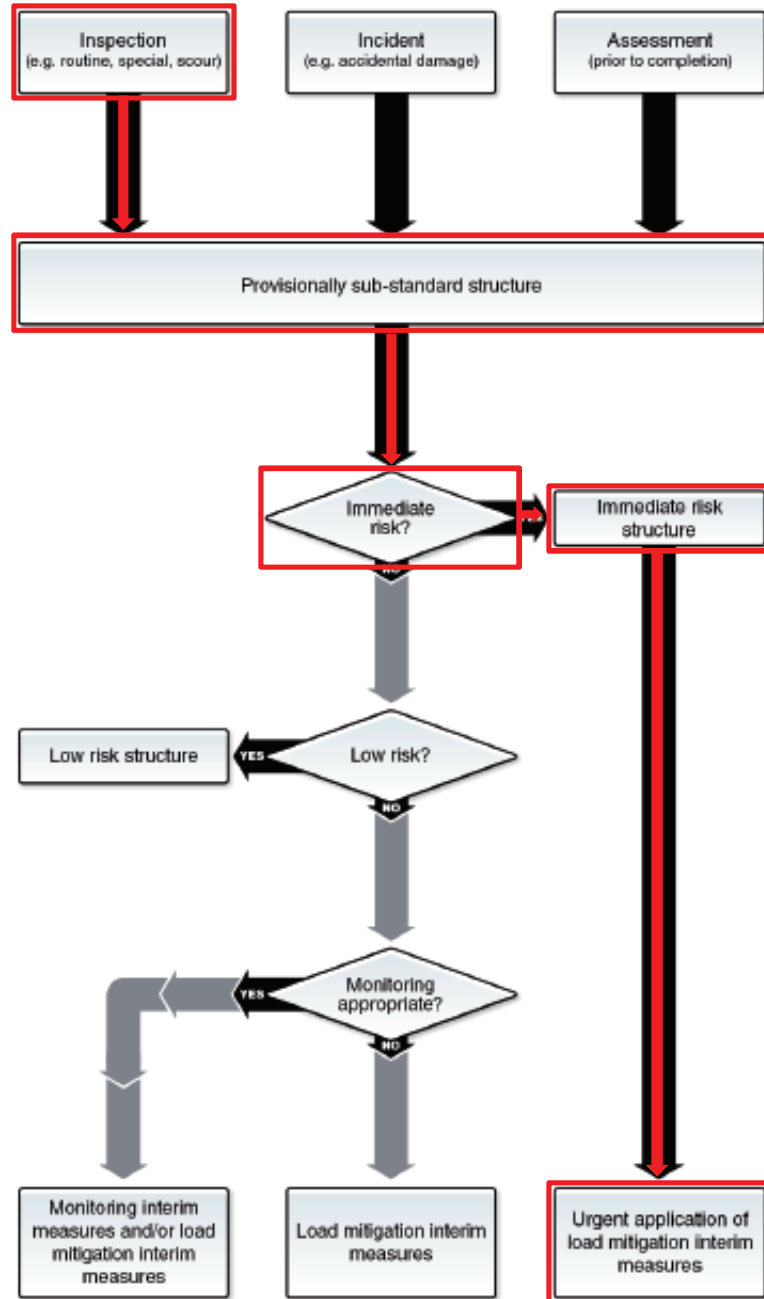 Inspection
(e.g. routine, special, scour)
Incident
(e.g. accidental damage)
Assessment
(prior to completion)
Provisionally sub-standard structure
Immediate
risk?
YES
Immediate risk
structure
NO
Low risk structure
YES
Low risk?
NO
YES
Monitoring
appropriate?
NO
Monitoring interim
measures and/or load
mitigation interim
measures
Load mitigation interim
measures
Urgent application of
load mitigation interim
measures